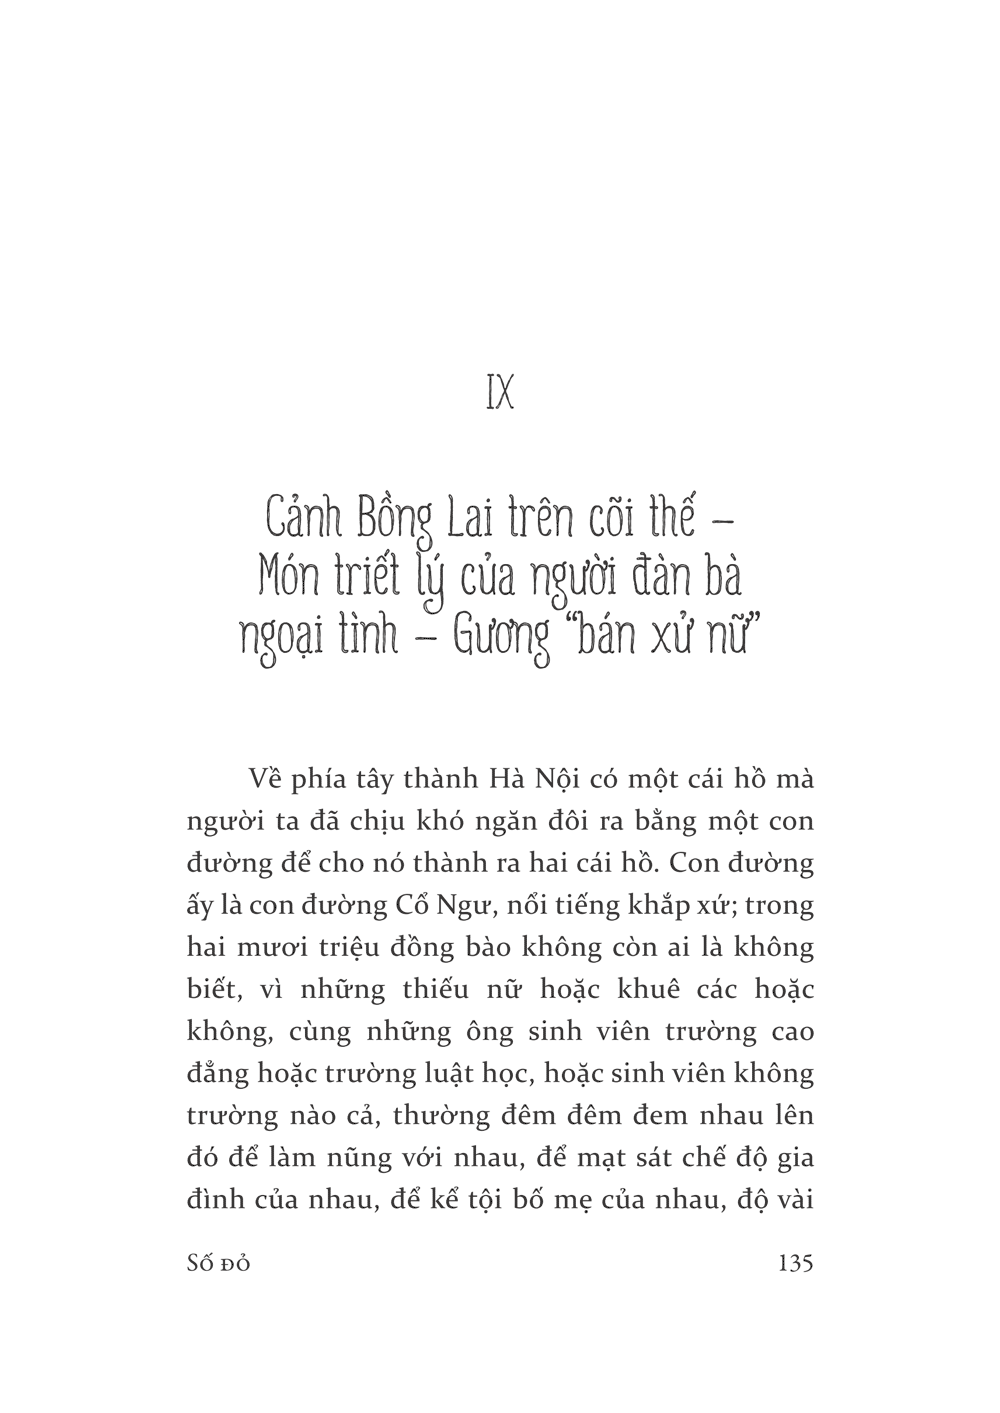 IX
Cảnh Bồng Lai trên cõi thế –
Món triết lý của người đàn bà
ngoại tình – Gương “bán xử nữ”
Về phía tây thành Hà Nội có một cái hồ mà
người ta đã chịu khó ngăn đôi ra bằng một con
đường để cho nó thành ra hai cái hồ. Con đường
ấy là con đường Cổ Ngư, nổi tiếng khắp xứ; trong
hai mươi triệu đồng bào không còn ai là không
biết, vì những thiếu nữ hoặc khuê các hoặc
không, cùng những ông sinh viên trường cao
đẳng hoặc trường luật học, hoặc sinh viên không
trường nào cả, thường đêm đêm đem nhau lên
đó để làm nũng với nhau, để mạt sát chế độ gia
đình của nhau, để kể tội bố mẹ của nhau, độ vài
Số đỏ 135